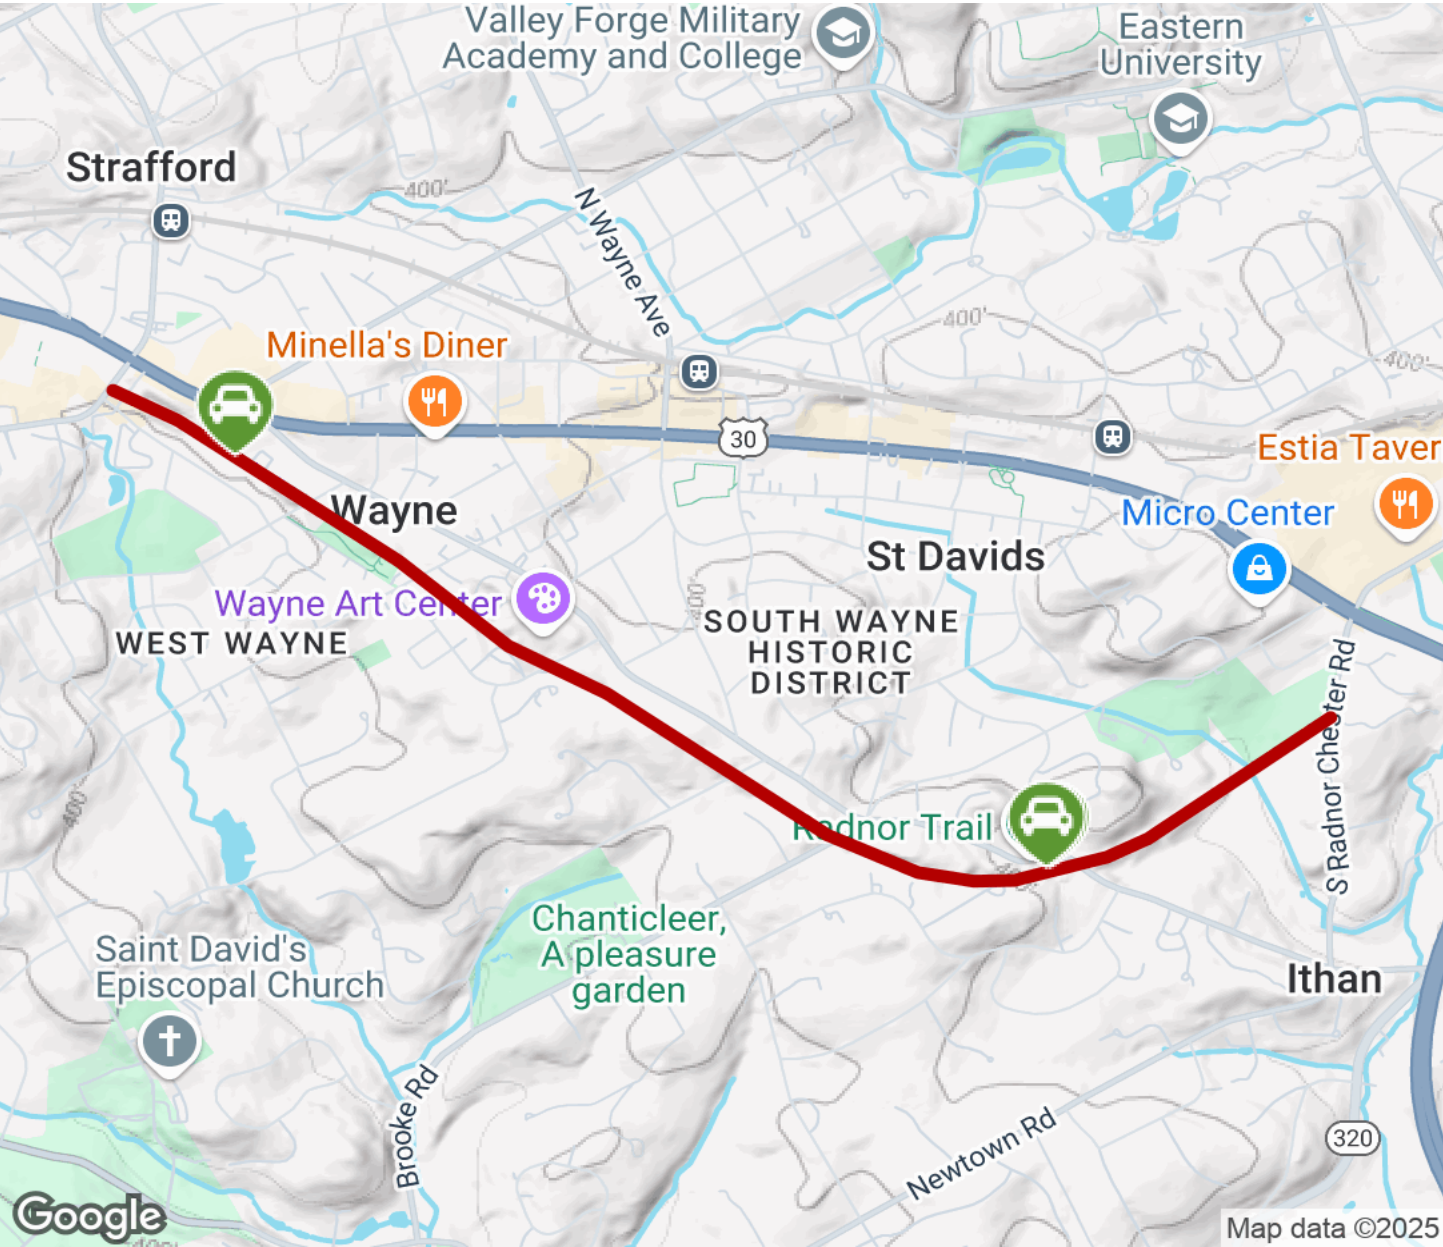 Valley Forge Military
Academy and College
Eastern
University
Strafford
400'
N Wayne Ave
400'
400'
Minella's Diner
30
Estia Taver
Micro Center
Wayne
St Davids
Wayne Art Center
400'
SOUTH WAYNE
HISTORIC
DISTRICT
WEST WAYNE
S Radnor Chester Rd
400'
Radnor Trail
400'
Chanticleer,
A pleasure
garden
Saint David's
Episcopal Church
Ithan
Brooke Rd
Newtown Rd
320
Google
400'
Map data ©2025